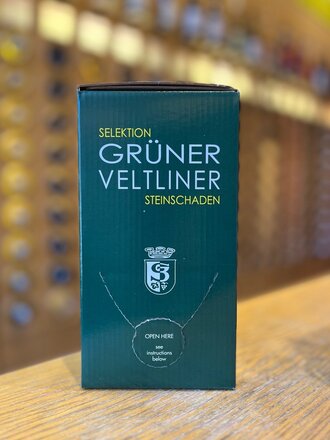 SELEKTION
GRÜNER
VELTLINER
STEINSCHADEN
OPEN HERE
see
instructions
below